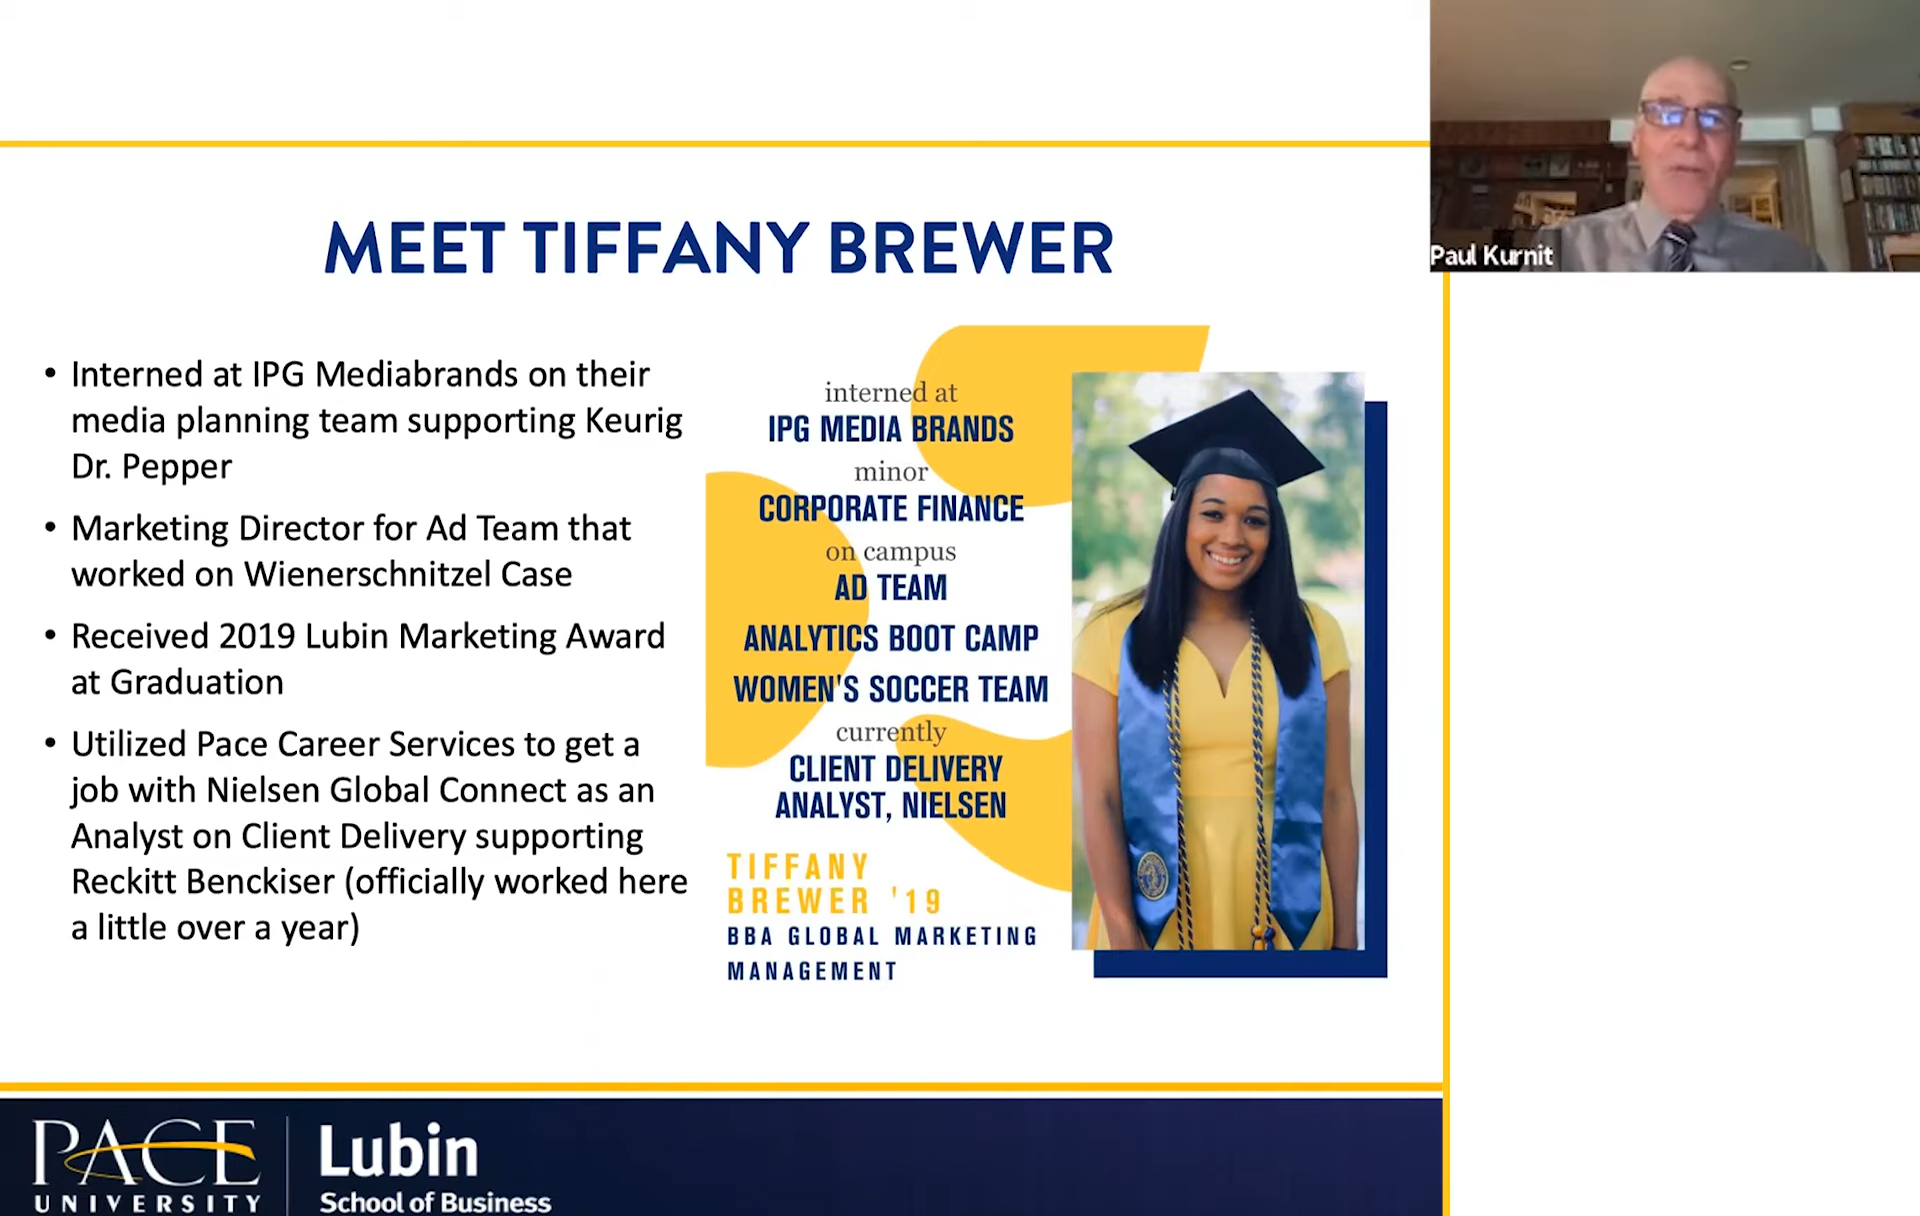 Paul Kurnit
MEET TIFFANY BREWER
• Interned at IPG Mediabrands on their
media planning team supporting Keurig
Dr. Pepper
• Marketing Director for Ad Team that
worked on Wienerschnitzel Case
• Received 2019 Lubin Marketing Award
at Graduation
• Utilized Pace Career Services to get a
job with Nielsen Global Connect as an
Analyst on Client Delivery supporting
Reckitt Benckiser (officially worked here
a little over a year)
interned at
IPG MEDIA BRANDS
minor
CORPORATE FINANCE
on campus
AD TEAM
ANALYTICS BOOT CAMP
WOMEN'S SOCCER TEAM
currently
CLIENT DELIVERY
ANALYST, NIELSEN
TIFFANY
BREWER '19
BBA GLOBAL MARKETING
MANAGEMENT
PACE
UNIVERSITY
Lubin
School of Business